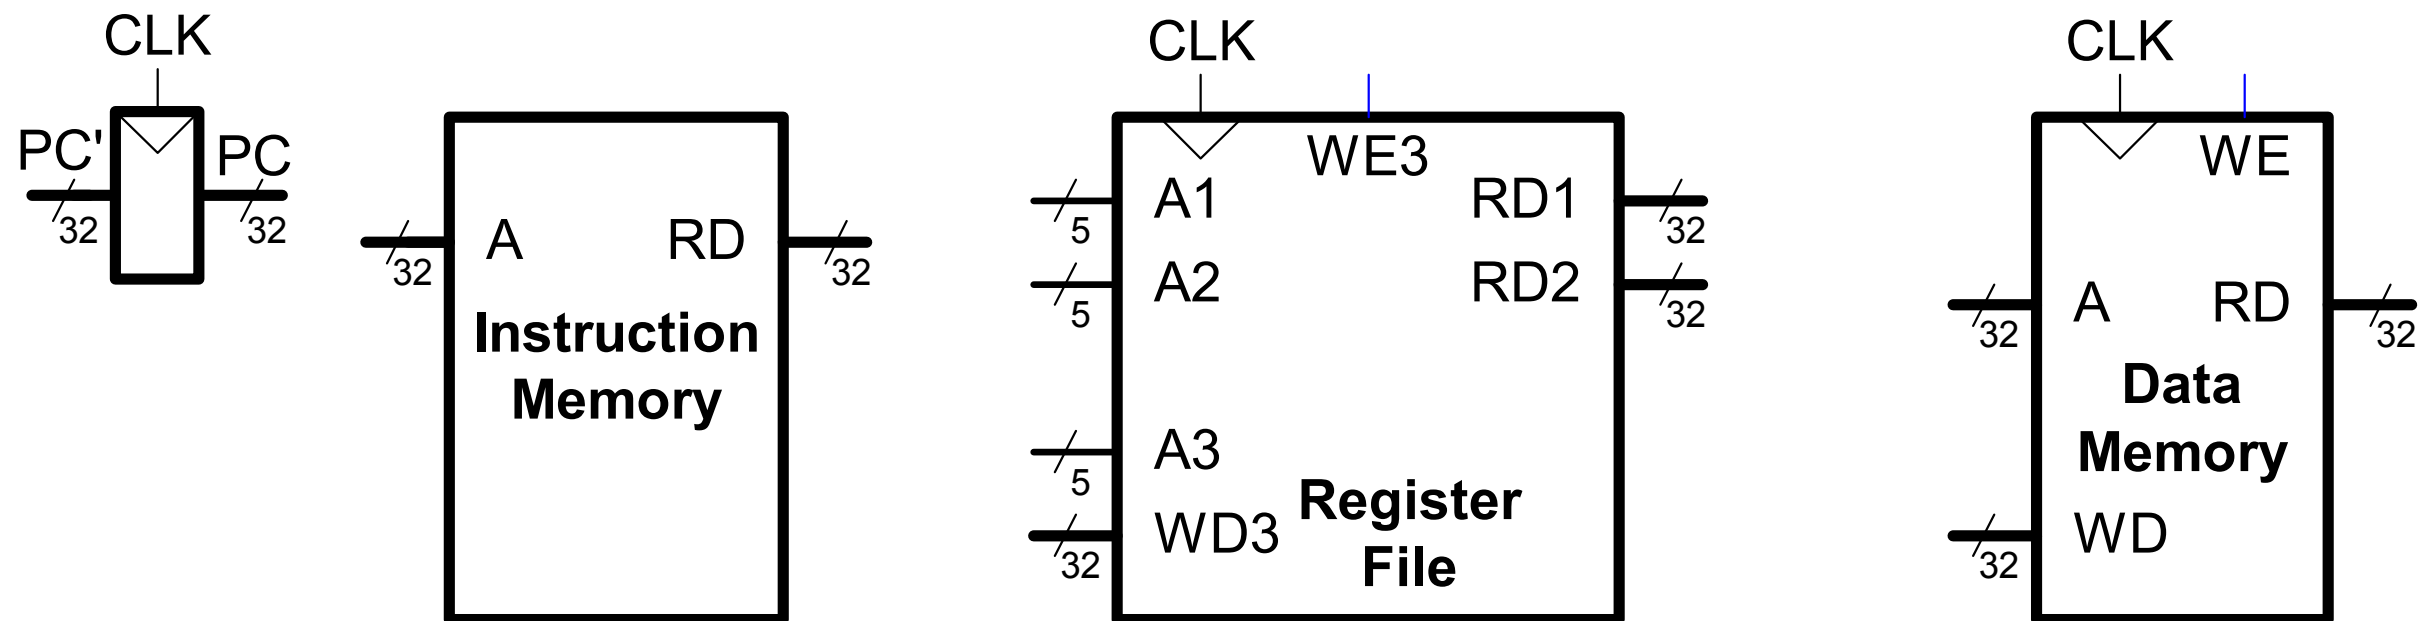 CLK
PC' PC
32 32
A RD
32 32
Instruction
Memory
CLK
WE3
A1 RD1
5 32
A2 RD2
5 32
A3
5
WD3
32
Register
File
CLK
WE
A RD
32 32
Data
Memory
WD
32